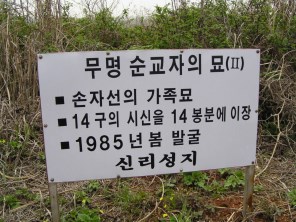 무명 순교자의 묘(II)
■ 손자선의 가족묘
■ 14구의 시신을 14 봉분에 이장
■ 1985년 봄 발굴
신리성지